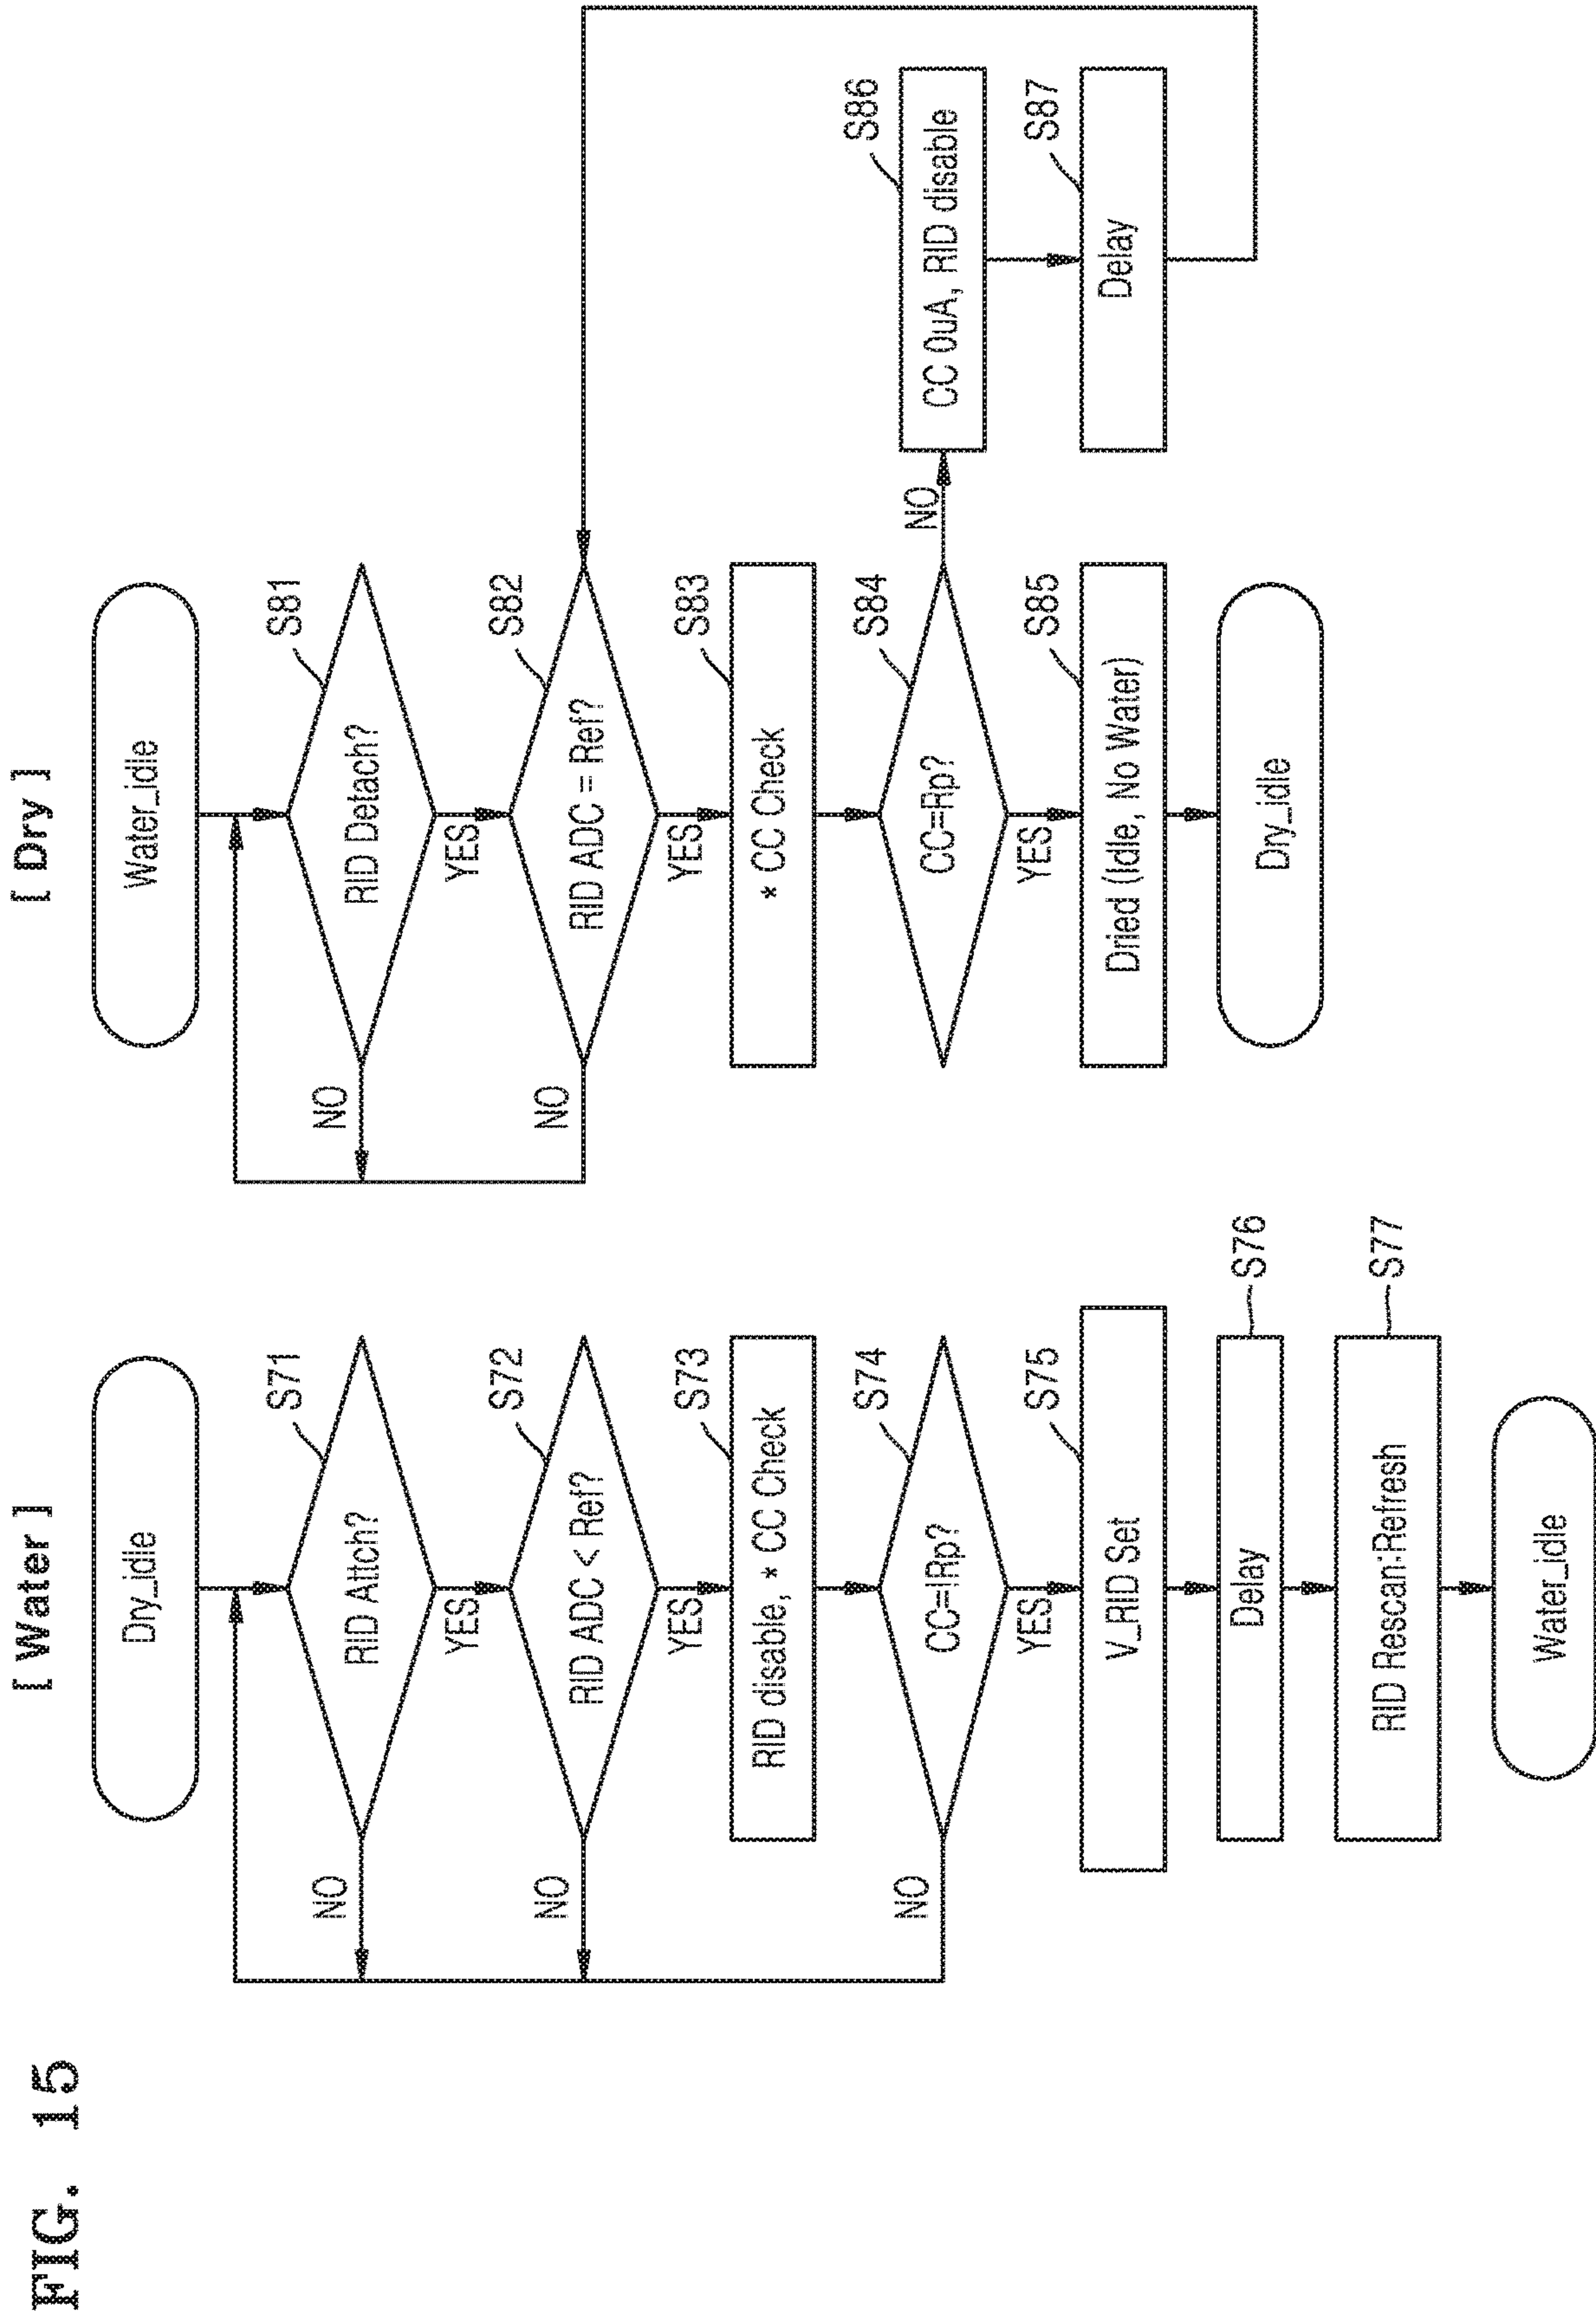 FIG. 15
[ Water ]
Dry_idle
RID Attch?
S71
NO
YES
RID ADC < Ref?
S72
NO
YES
RID disable, * CC Check
S73
CC=!Rp?
S74
NO
YES
V_RID Set
S75
Delay
S76
RID Rescan:Refresh
S77
Water_idle
[ Dry ]
Water_idle
RID Detach?
S81
NO
YES
RID ADC = Ref?
S82
NO
YES
* CC Check
S83
CC=Rp?
S84
NO
YES
CC 0uA, RID disable
S86
Dried (Idle, No Water)
S85
Delay
S87
Dry_idle